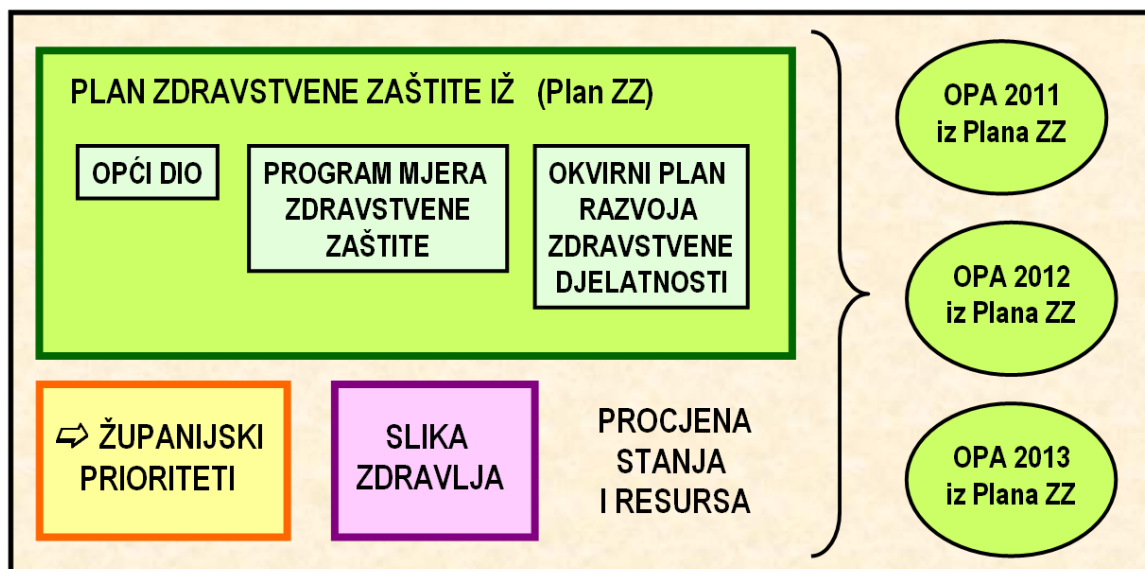 PLAN ZDRAVSTVENE ZAŠTITE IŽ (Plan ZZ)
OPĆI DIO
PROGRAM MJERA
ZDRAVSTVENE
ZAŠTITE
OKVIRNI PLAN
RAZVOJA
ZDRAVSTVENE
DJELATNOSTI
⇨ ŽUPANIJSKI
PRIORITETI
SLIKA
ZDRAVLJA
PROCJENA
STANJA
I RESURSA
OPA 2011
iz Plana ZZ
OPA 2012
iz Plana ZZ
OPA 2013
iz Plana ZZ